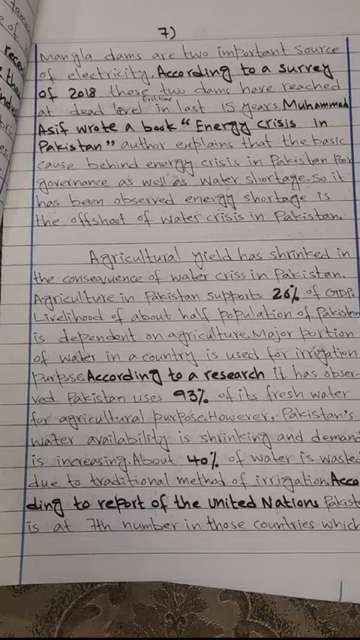 7)
Mangla dams are two important source
of electricity. According to a survey
of 2018 these two dams have reached
first time
at dead level in last 15 years Muhammad
Asif wrote a book "Energy crisis in
Pakistan" author explains that the basic
cause behind energy crisis in Pakistan Poor
governance as well as water shortage. so it
has been observed energy shortage is
the offshoot of water crisis in Pakistan.
Agricultural yield has shrinked in
the consequence of water criss in Pakistan.
Agriculture in Pakistan supports 26% of GDP.
Livelihood of about half population of Pakistan
is dependent on agriculture. Major portion
of water in a country is used for irrigation
purpose. According to a research it has obser-
ved Pakistan uses 93% of its fresh water
for agricultural purpose. However, Pakistan's
water availability is shrinking and deman
is increasing. About 40% of water is waste
due to traditional method of irrigation. Acco
ding to report of the United Nations Pakist
is at 7th number in those countries which